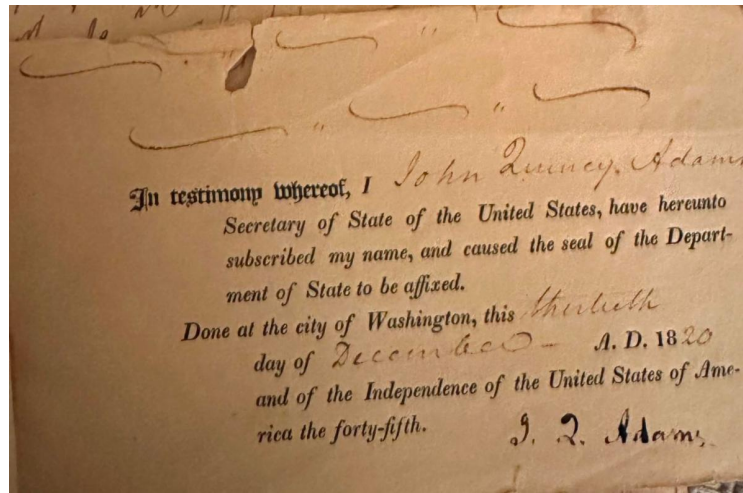 In testimony whereof, I John Quincy Adams
Secretary of State of the United States, have hereunto
subscribed my name, and caused the seal of the Depart-
ment of State to be affixed.
Done at the city of Washington, this thirtieth
day of December – A. D. 1820
and of the Independence of the United States of Ame-
rica the forty-fifth.
J. Q. Adams.